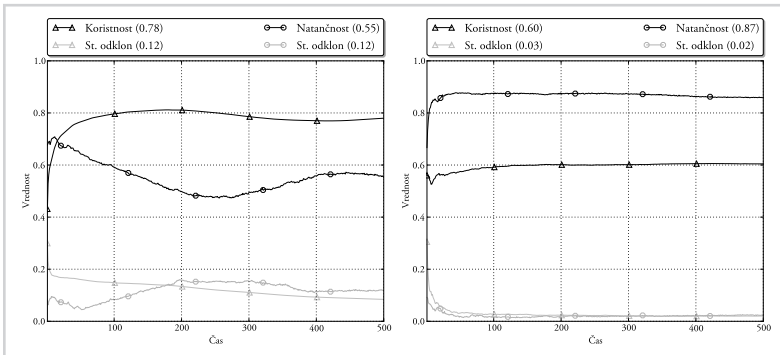 Koristnost (0.78) Natančnost (0.55)
St. odklon (0.12) St. odklon (0.12)
1.0
0.8
0.6
0.4
0.2
0.0
Vrednost
100 200 300 400 500
Čas
Koristnost (0.60) Natančnost (0.87)
St. odklon (0.03) St. odklon (0.02)
1.0
0.8
0.6
0.4
0.2
0.0
Vrednost
100 200 300 400 500
Čas